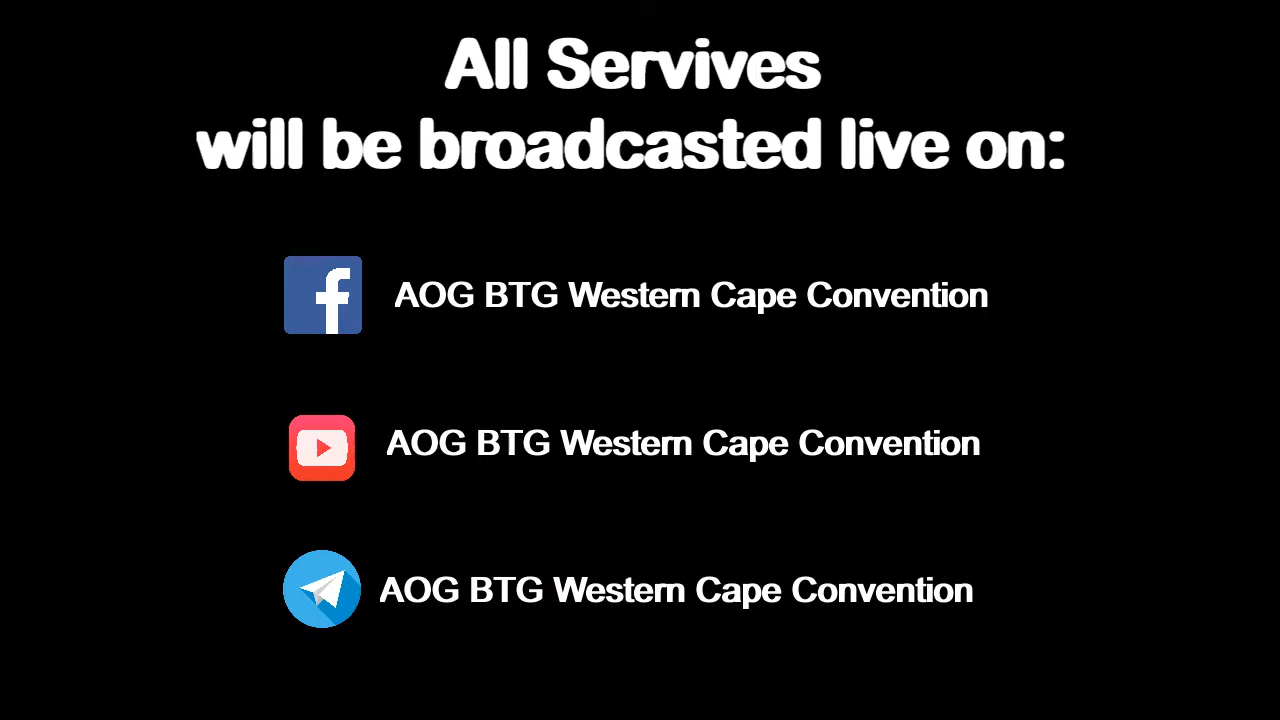 All Servives
will be broadcasted live on:
AOG BTG Western Cape Convention
AOG BTG Western Cape Convention
AOG BTG Western Cape Convention